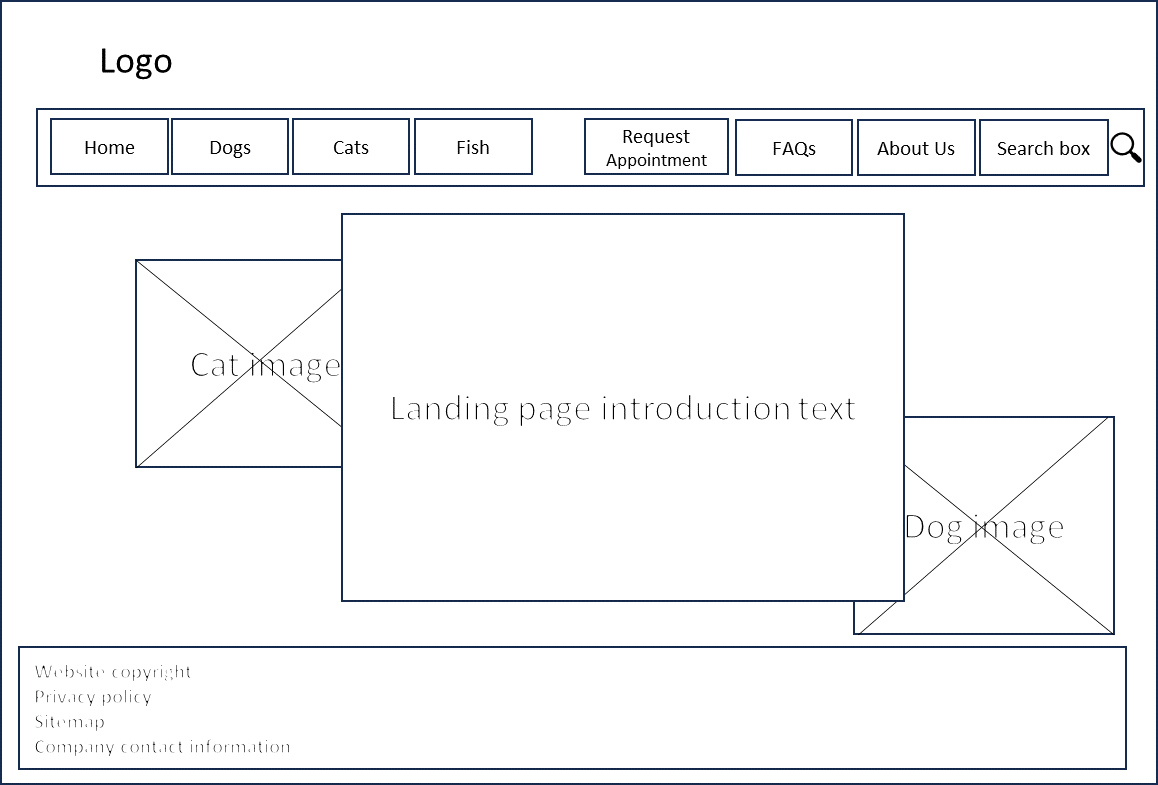 Logo
Home
Dogs
Cats
Fish
Request
Appointment
FAQs
About Us
Search box
Cat image
Landing page introduction text
Dog image
Website copyright
Privacy policy
Sitemap
Company contact information